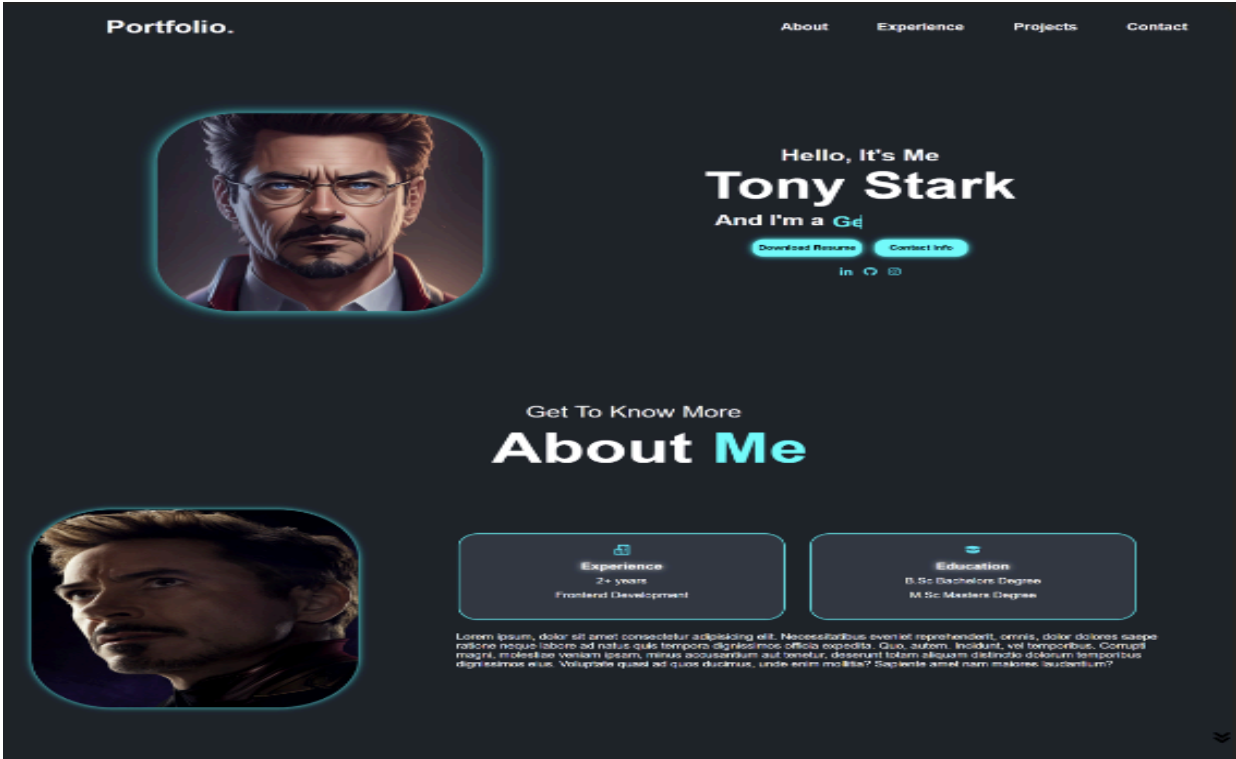 Portfolio.
About Experience Projects Contact
Hello, It's Me
Tony Stark
And I'm a Ge
Download Resume Contact Info
in
Get To Know More
About Me
Experience
2+ years
Frontend Development
Education
B.Sc Bachelors Degree
M.Sc Masters Degree
Lorem ipsum, dolor sit amet consectetur adipisicing elit. Necessitatibus eveniet reprehenderit, omnis, dolor dolores saepe
ratione neque labore ad natus quis tempora dignissimos officia expedita. Quo, autem. Incidunt, vel temporibus. Corrupti
magni, molestiae veniam ipsam, minus accusantium aut tenetur, deserunt totam aliquam distinctio dolorum temporibus
dignissimos eius. Voluptate quasi ad quos ducimus, unde enim mollitia? Sapiente amet nam maiores laudantium?